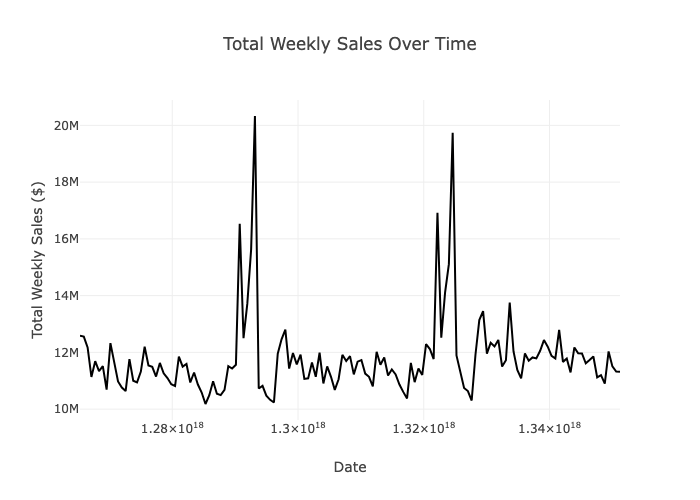 Total Weekly Sales Over Time
Total Weekly Sales ($)
20M
18M
16M
14M
12M
10M
1.28×10¹⁸ 1.3×10¹⁸ 1.32×10¹⁸ 1.34×10¹⁸
Date